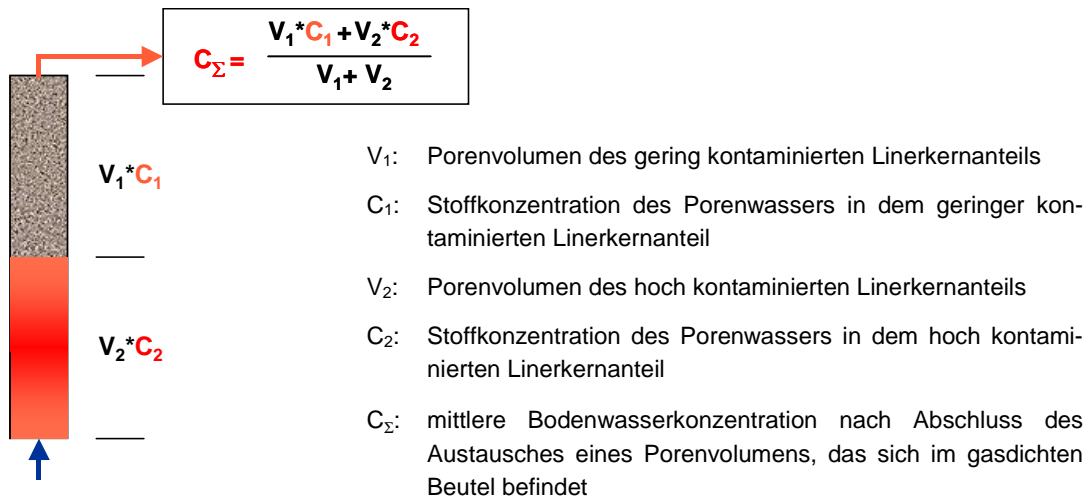 V₁*C₁+V₂*C₂
C_Σ =
V₁+ V₂
V₁*C₁
V₂*C₂
V₁: Porenvolumen des gering kontaminierten Linerkernanteils
C₁: Stoffkonzentration des Porenwassers in dem geringer kon-
taminierten Linerkernanteil
V₂: Porenvolumen des hoch kontaminierten Linerkernanteils
C₂: Stoffkonzentration des Porenwassers in dem hoch kontami-
nierten Linerkernanteil
C_Σ: mittlere Bodenwasserkonzentration nach Abschluss des
Austausches eines Porenvolumens, das sich im gasdichten
Beutel befindet